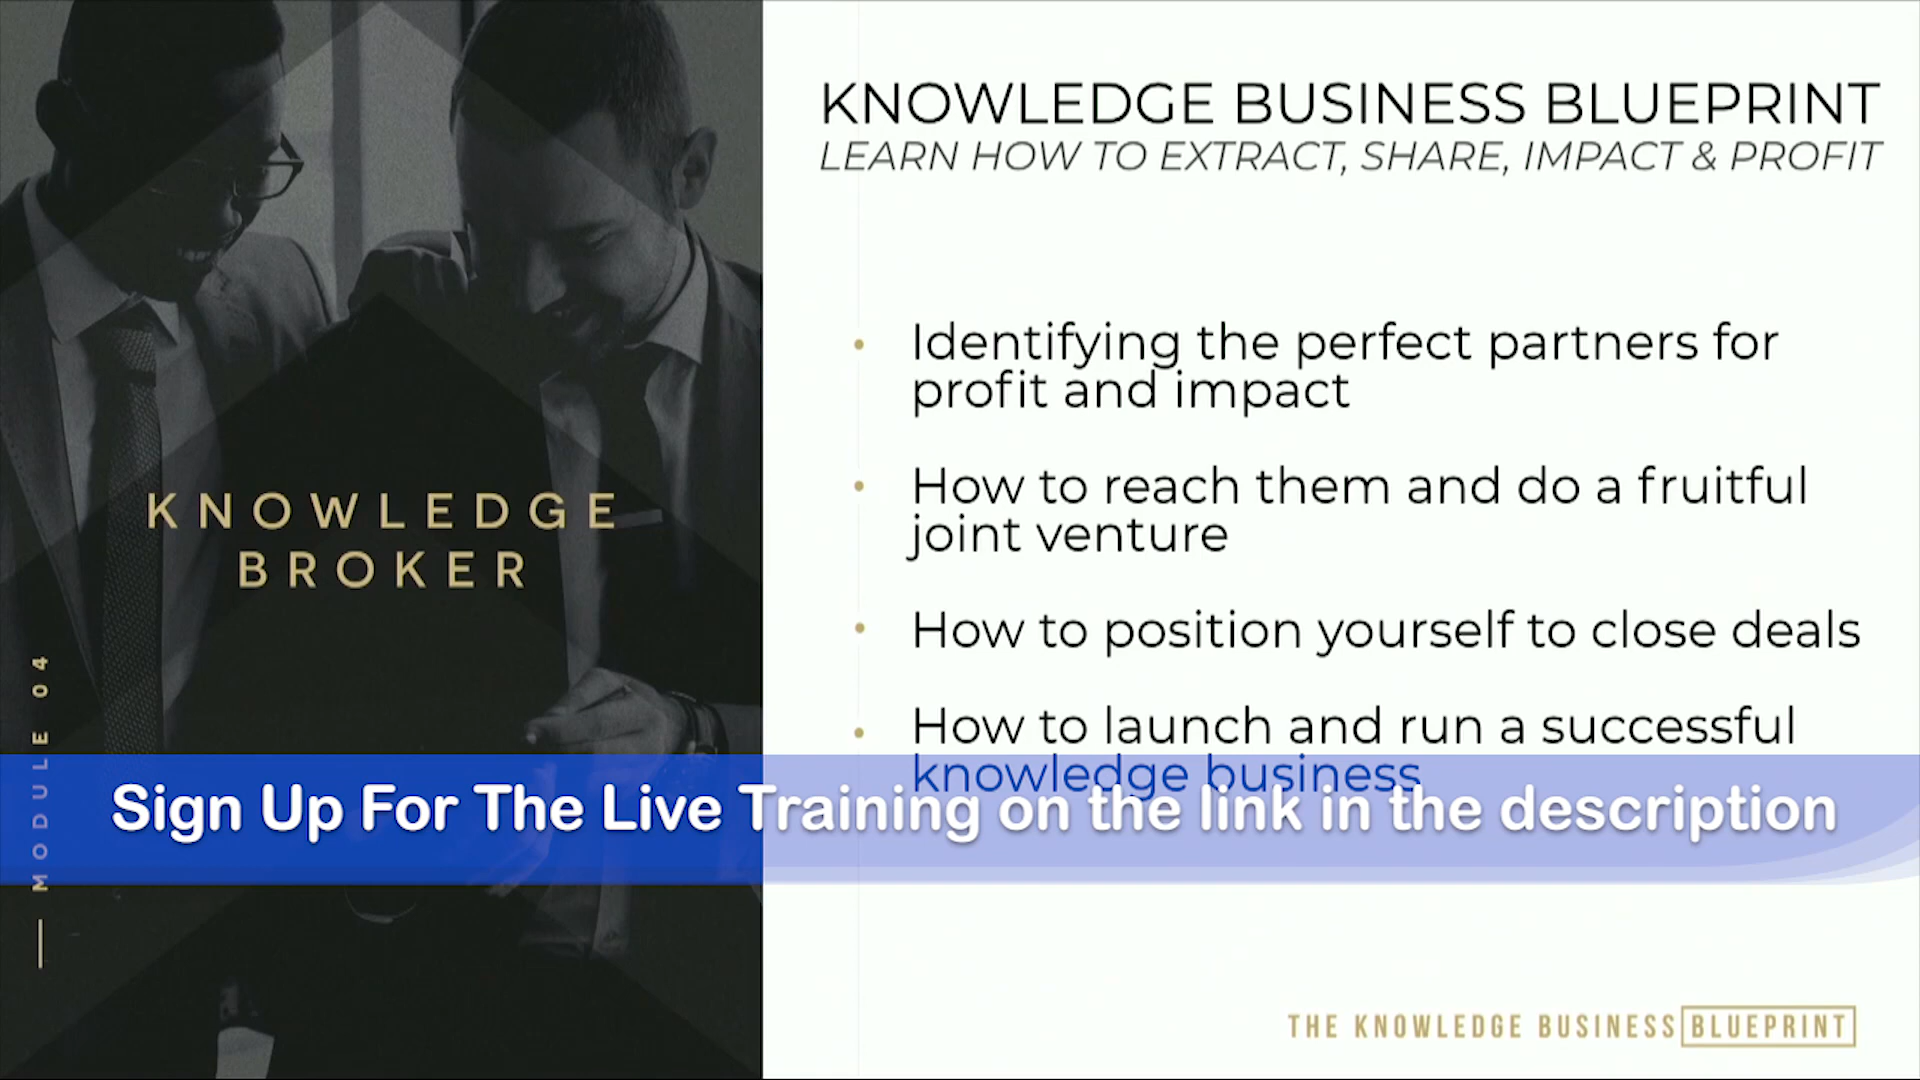 KNOWLEDGE BUSINESS BLUEPRINT
LEARN HOW TO EXTRACT, SHARE, IMPACT & PROFIT
KNOWLEDGE
BROKER
MODULE 04
• Identifying the perfect partners for
profit and impact
• How to reach them and do a fruitful
joint venture
• How to position yourself to close deals
• How to launch and run a successful
knowledge business
Sign Up For The Live Training on the link in the description
THE KNOWLEDGE BUSINESS BLUEPRINT